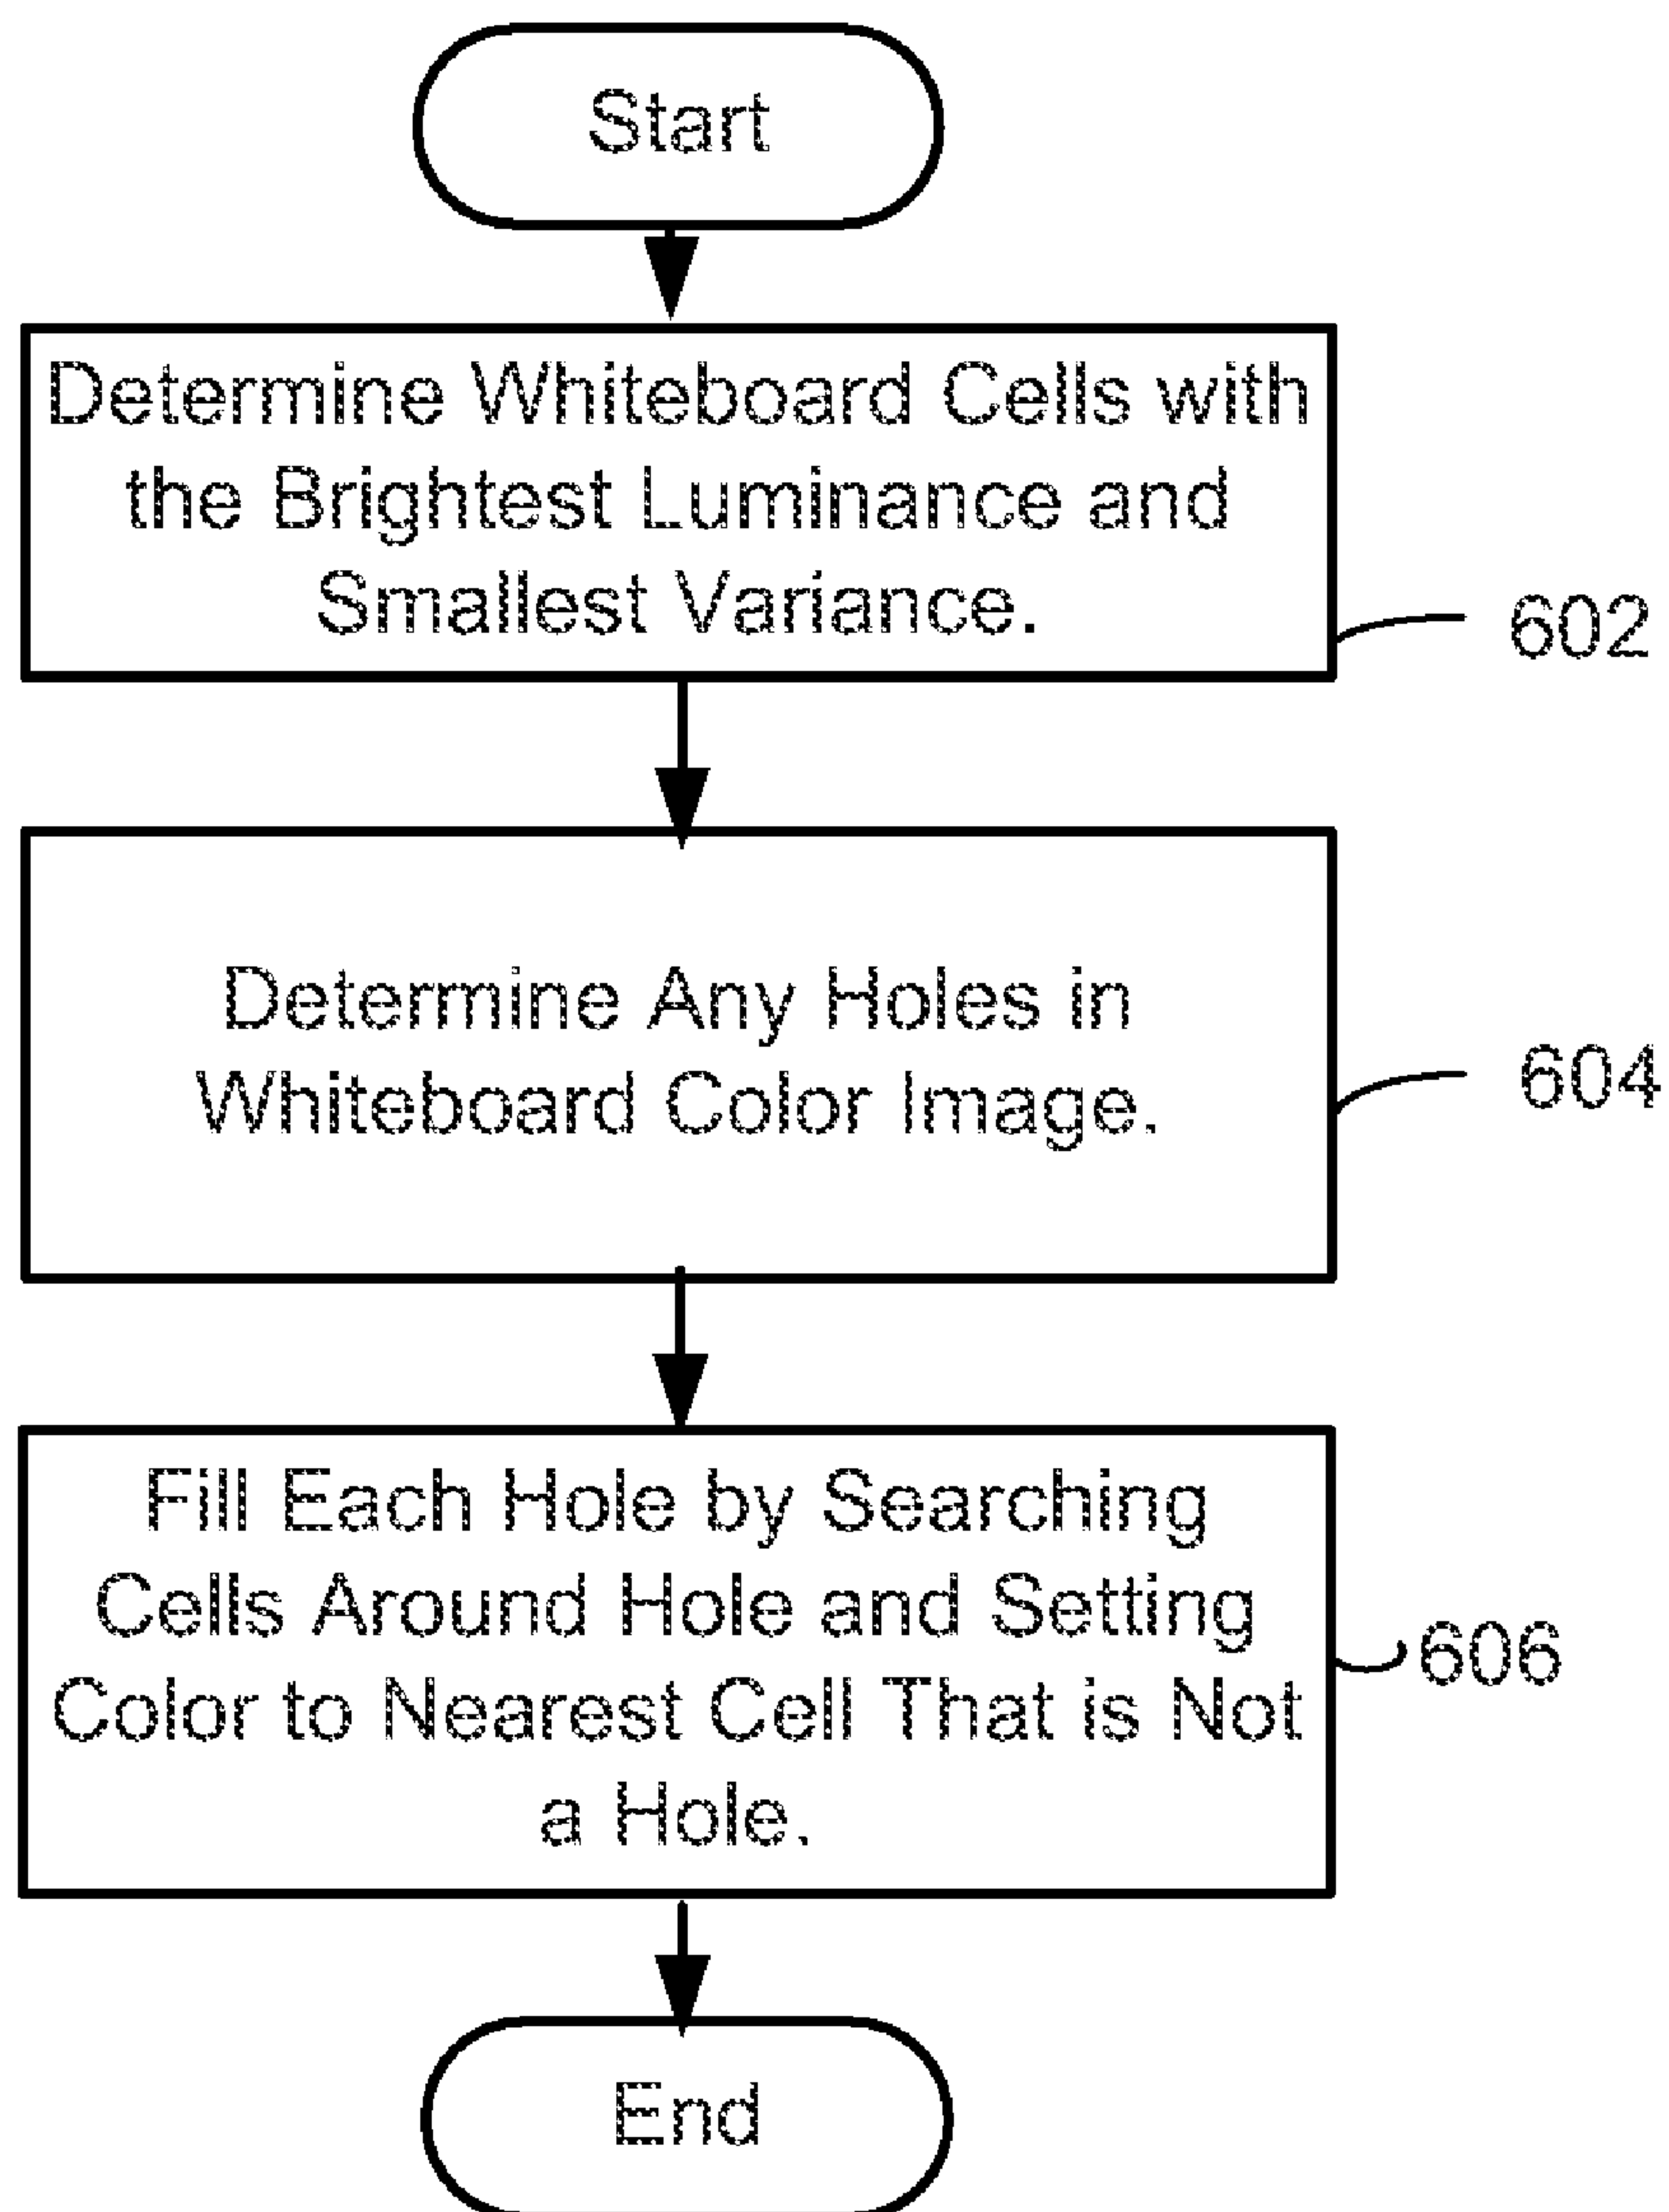 Start
Determine Whiteboard Cells with
the Brightest Luminance and
Smallest Variance.
602
Determine Any Holes in
Whiteboard Color Image.
604
Fill Each Hole by Searching
Cells Around Hole and Setting
Color to Nearest Cell That is Not
a Hole.
606
End